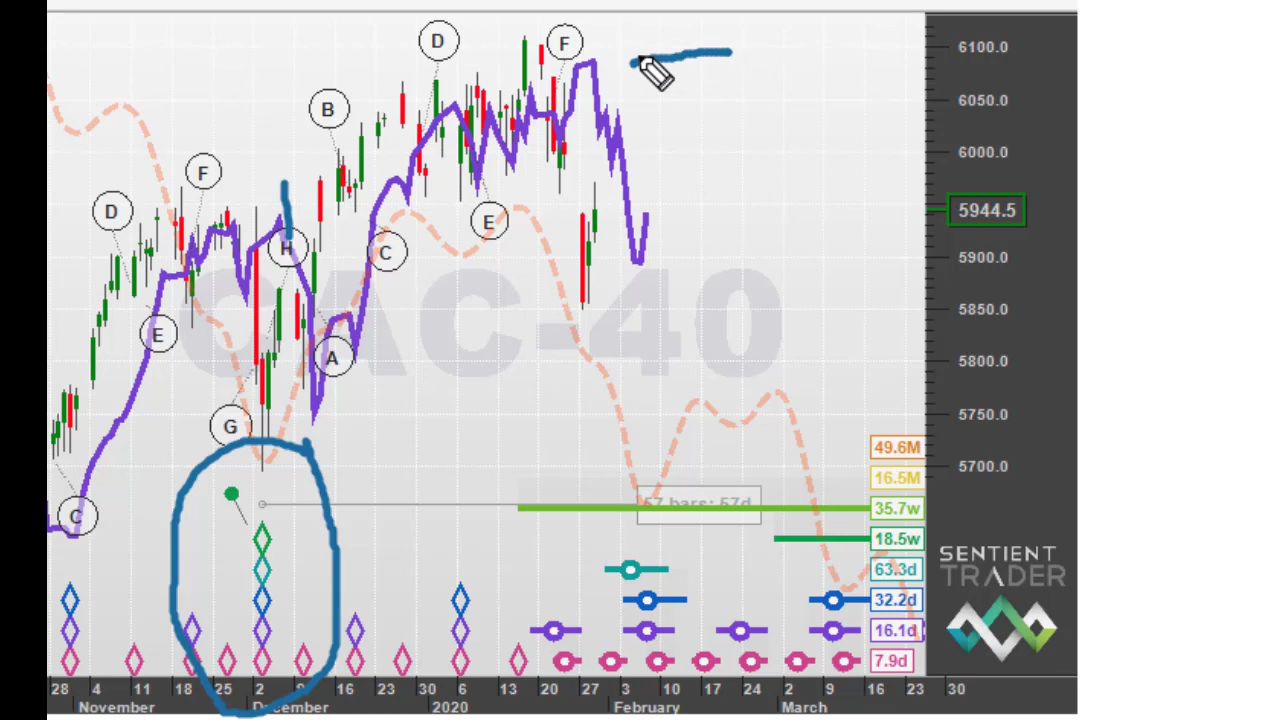 D F
6100.0
B
6050.0
6000.0
F
D
E
5944.5
H
C
5900.0
CAC-40
5850.0
E
A
5800.0
5750.0
G
49.6M
5700.0
16.5M
57 bars: 57d
35.7w
C
18.5w
SENTIENT
TRADER
63.3d
32.2d
16.1d
7.9d
28 4 11 18 25 2 9 16 23 30 6 13 20 27 3 10 17 24 2 9 16 23 30
November December 2020 February March